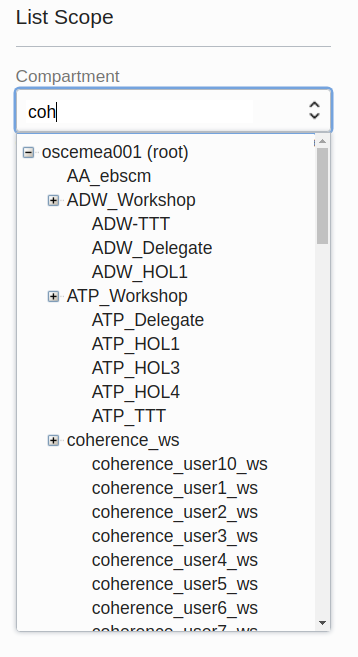 List Scope
Compartment
coh
oscemea001 (root)
AA_ebscm
ADW_Workshop
ADW-TTT
ADW_Delegate
ADW_HOL1
ATP_Workshop
ATP_Delegate
ATP_HOL1
ATP_HOL3
ATP_HOL4
ATP_TTT
coherence_ws
coherence_user10_ws
coherence_user1_ws
coherence_user2_ws
coherence_user3_ws
coherence_user4_ws
coherence_user5_ws
coherence_user6_ws
coherence_user7_ws